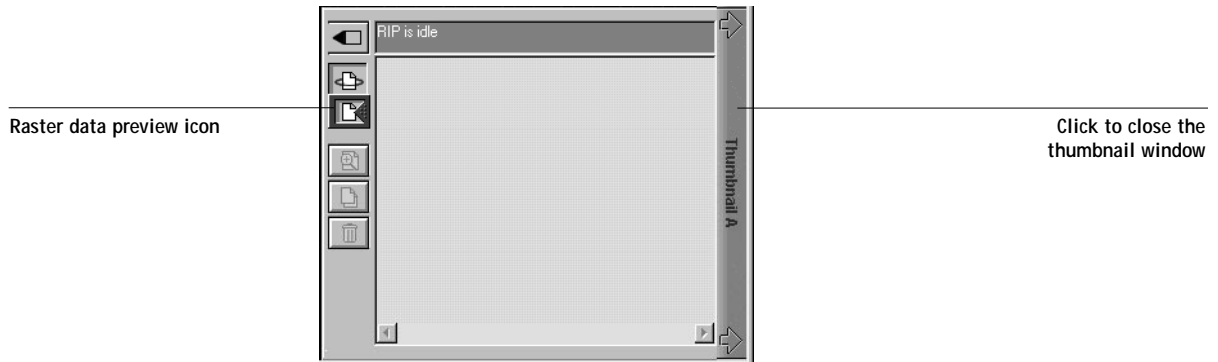 RIP is idle
Raster data preview icon
Click to close the
thumbnail window
Thumbnail A